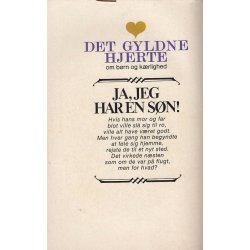 DET GYLDNE
HJERTE
om børn og kærlighed
JA, JEG
HAR EN SØN!
Hvis hans mor og far
blot ville slå sig til ro,
ville alt have været godt.
Men hver gang han begyndte
at føle sig hjemme,
rejste de til et nyt sted.
Det virkede næsten
som om de var på flugt,
men for hvad?